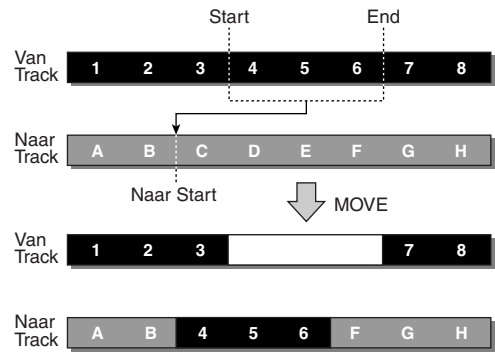 Start End
Van Track 1 2 3 4 5 6 7 8
Naar Track A B C D E F G H
Naar Start
MOVE
Van Track 1 2 3 7 8
Naar Track A B 4 5 6 F G H